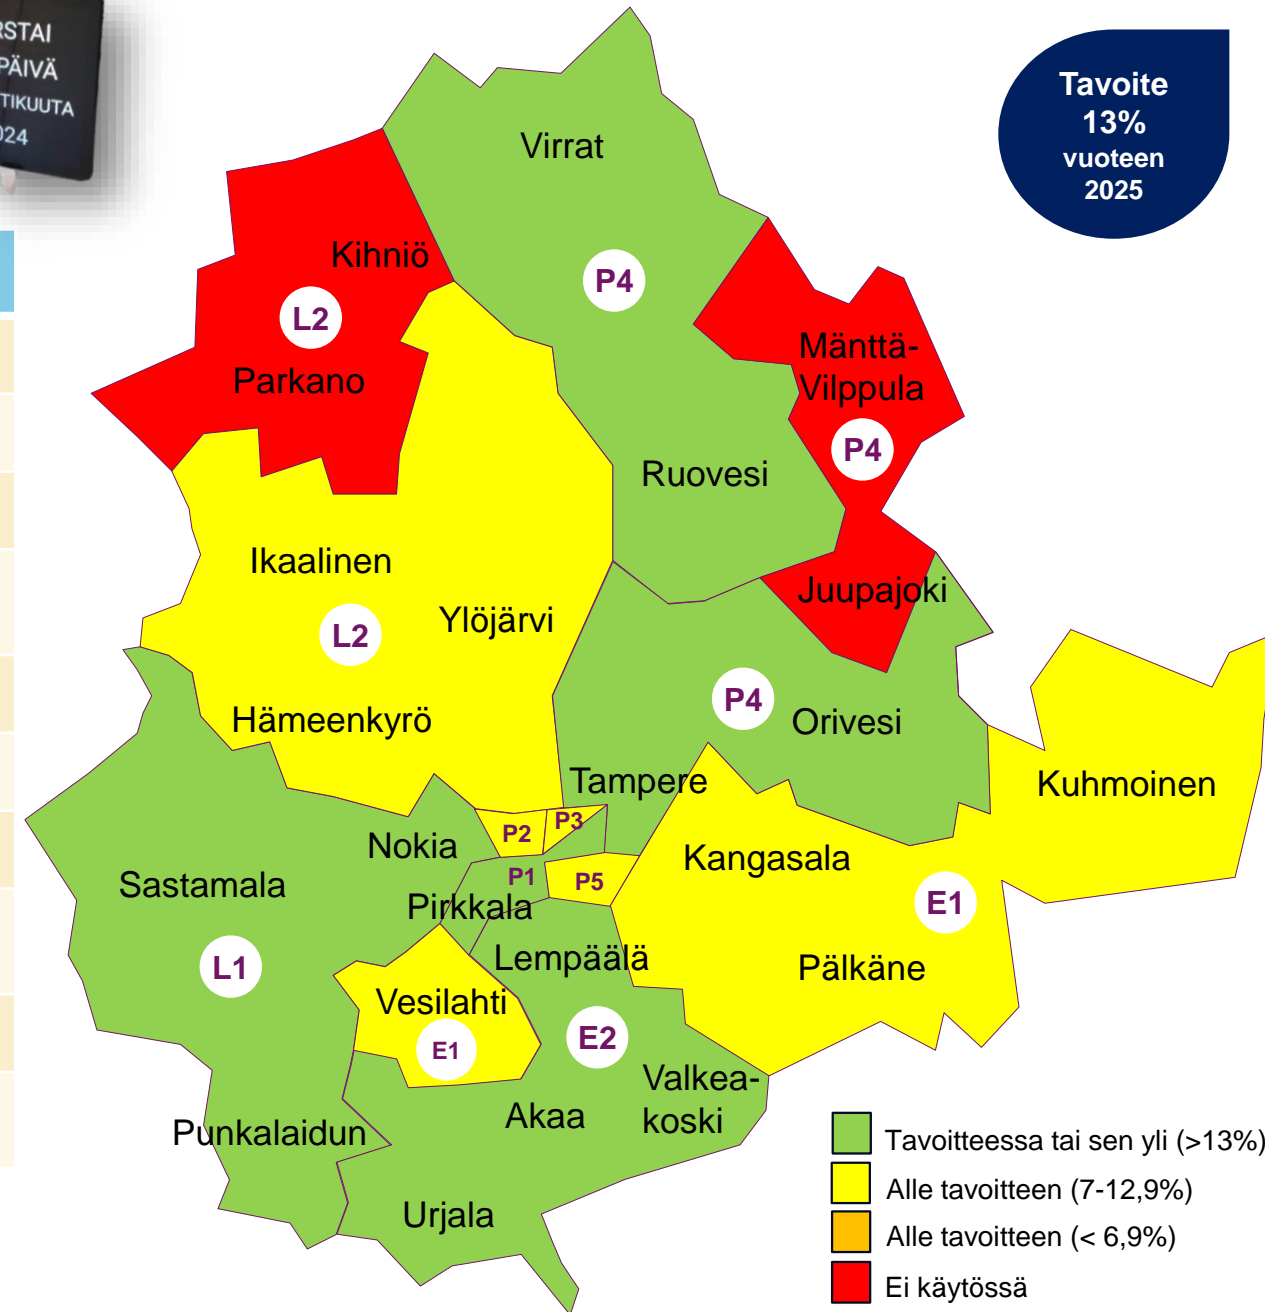 PÄIVÄ
Tavoite
13%
vuoteen
2025
Virrat
P4
Kihniö
L2
Parkano
Mänttä-
Vilppula
P4
Ruovesi
Ikaalinen
Ylöjärvi
L2
Hämeenkyrö
Juupajoki
P4
Orivesi
Kuhmoinen
Tampere
P2
P3
Nokia
P1
P5
Pirkkala
Kangasala
E1
Pälkäne
Sastamala
L1
Lempäälä
Vesilahti
E1
E2
Valkea-
koski
Akaa
Punkalaidun
Urjala
Tavoitteessa tai sen yli (>13%)
Alle tavoitteen (7-12,9%)
Alle tavoitteen (< 6,9%)
Ei käytössä